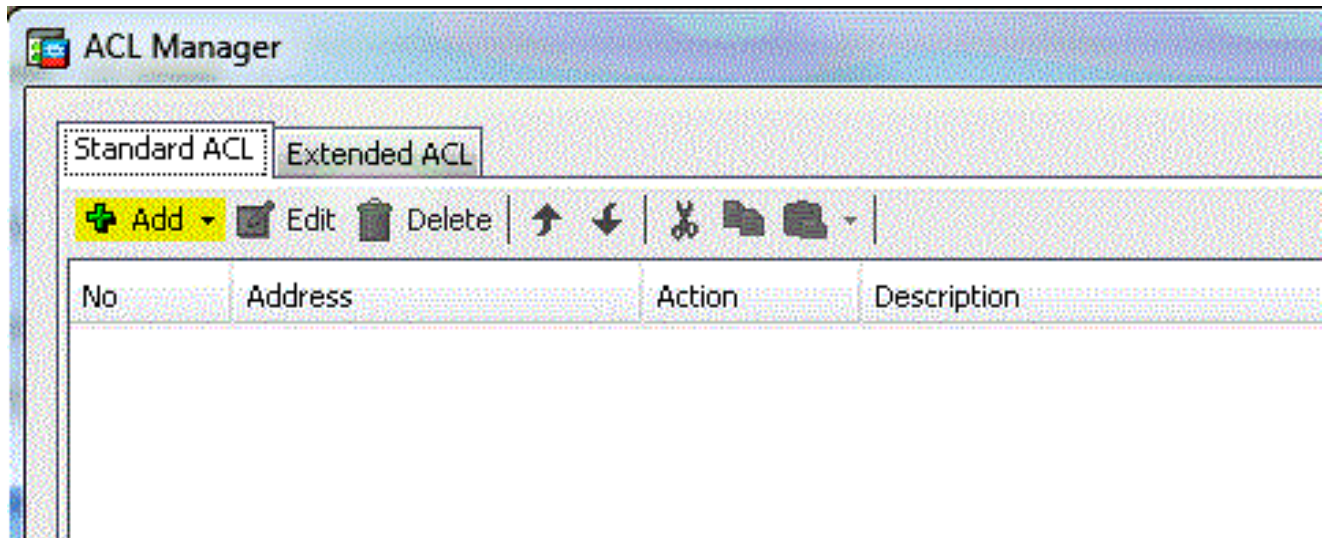 ACL Manager
Standard ACL Extended ACL
Add Edit Delete
No Address Action Description